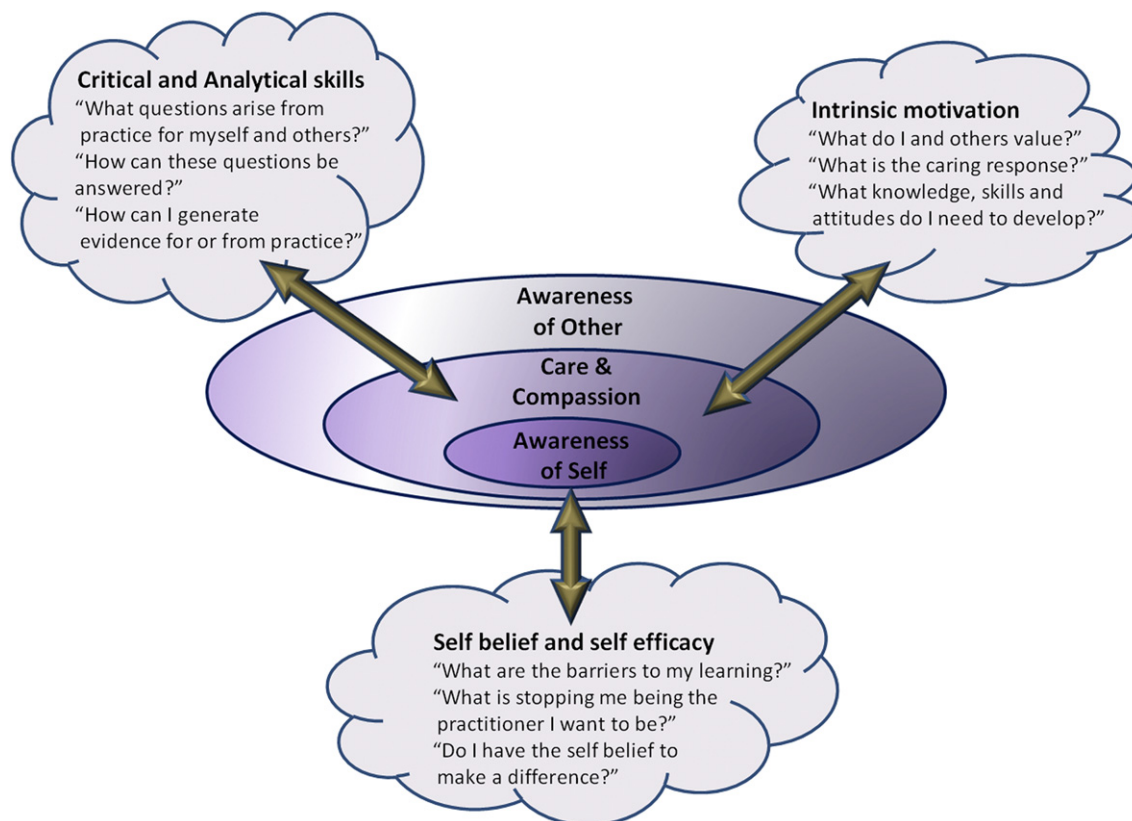 Critical and Analytical skills
“What questions arise from
practice for myself and others?”
“How can these questions be
answered?”
“How can I generate
evidence for or from practice?”
Intrinsic motivation
“What do I and others value?”
“What is the caring response?”
“What knowledge, skills and
attitudes do I need to develop?”
Awareness
of Other
Care &
Compassion
Awareness
of Self
Self belief and self efficacy
“What are the barriers to my learning?”
“What is stopping me being the
practitioner I want to be?”
“Do I have the self belief to
make a difference?”